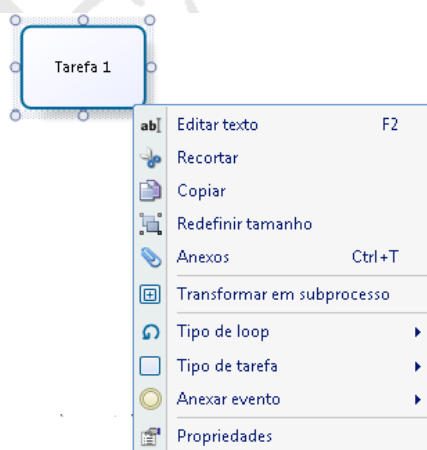 Tarefa 1
Editar texto F2
Recortar
Copiar
Redefinir tamanho
Anexos Ctrl+T
Transformar em subprocesso
Tipo de loop
Tipo de tarefa
Anexar evento
Propriedades